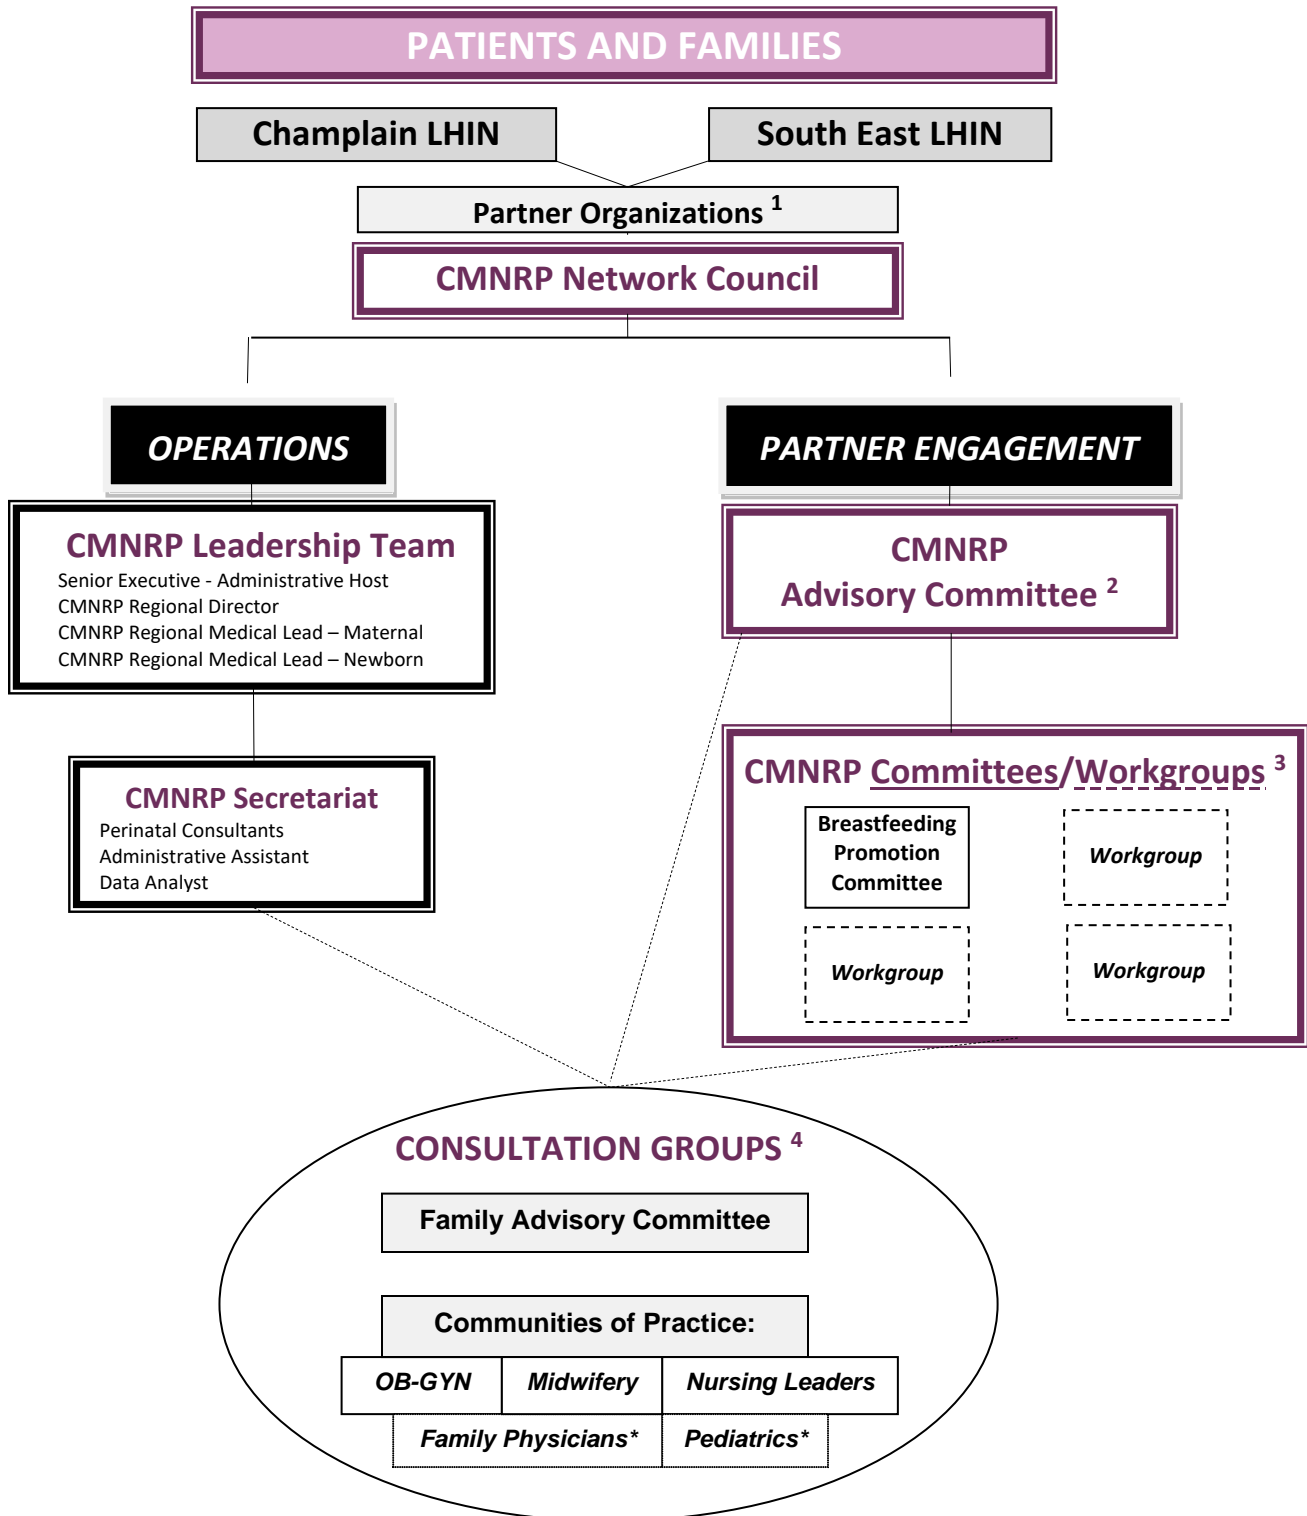 PATIENTS AND FAMILIES
Champlain LHIN
South East LHIN
Partner Organizations 1
CMNRP Network Council
OPERATIONS
PARTNER ENGAGEMENT
CMNRP Leadership Team
Senior Executive - Administrative Host
CMNRP Regional Director
CMNRP Regional Medical Lead – Maternal
CMNRP Regional Medical Lead – Newborn
CMNRP
Advisory Committee 2
CMNRP Secretariat
Perinatal Consultants
Administrative Assistant
Data Analyst
CMNRP Committees/Workgroups 3
Breastfeeding
Promotion
Committee
Workgroup
Workgroup
Workgroup
CONSULTATION GROUPS 4
Family Advisory Committee
Communities of Practice:
OB-GYN
Midwifery
Nursing Leaders
Family Physicians*
Pediatrics*